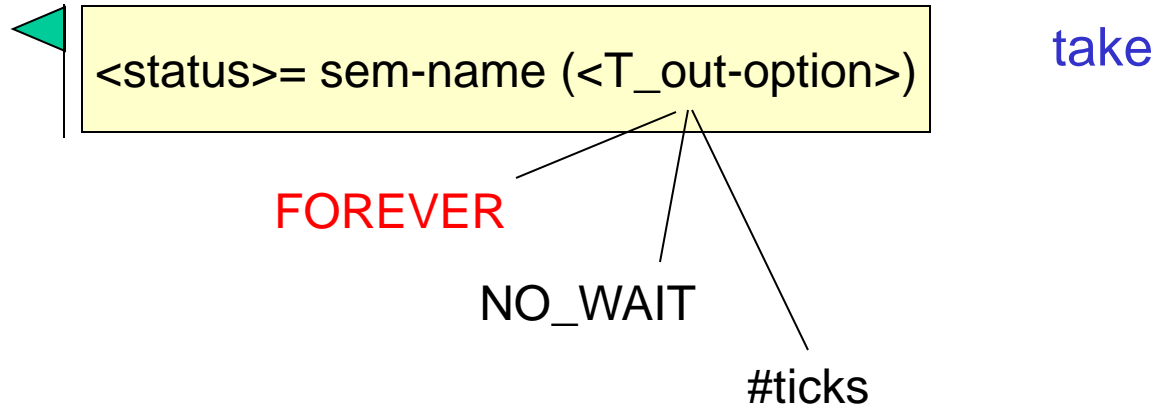 <status>= sem-name (<T_out-option>)
take
FOREVER
NO_WAIT
#ticks